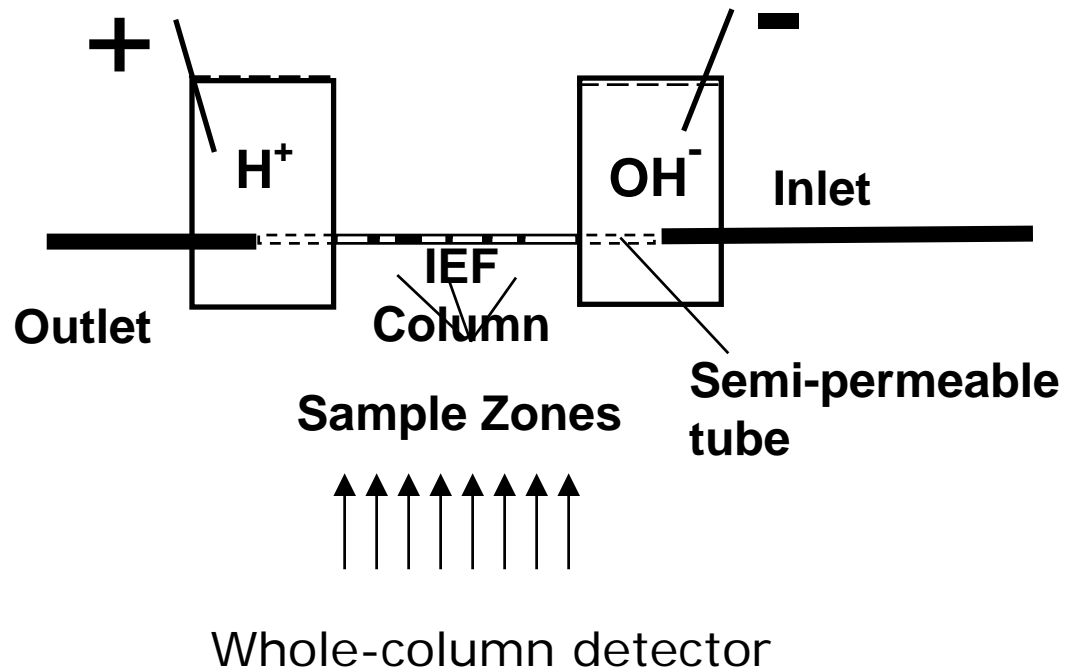 +
-
H+
OH-
Inlet
IEF
Column
Outlet
Semi-permeable
tube
Sample Zones
Whole-column detector